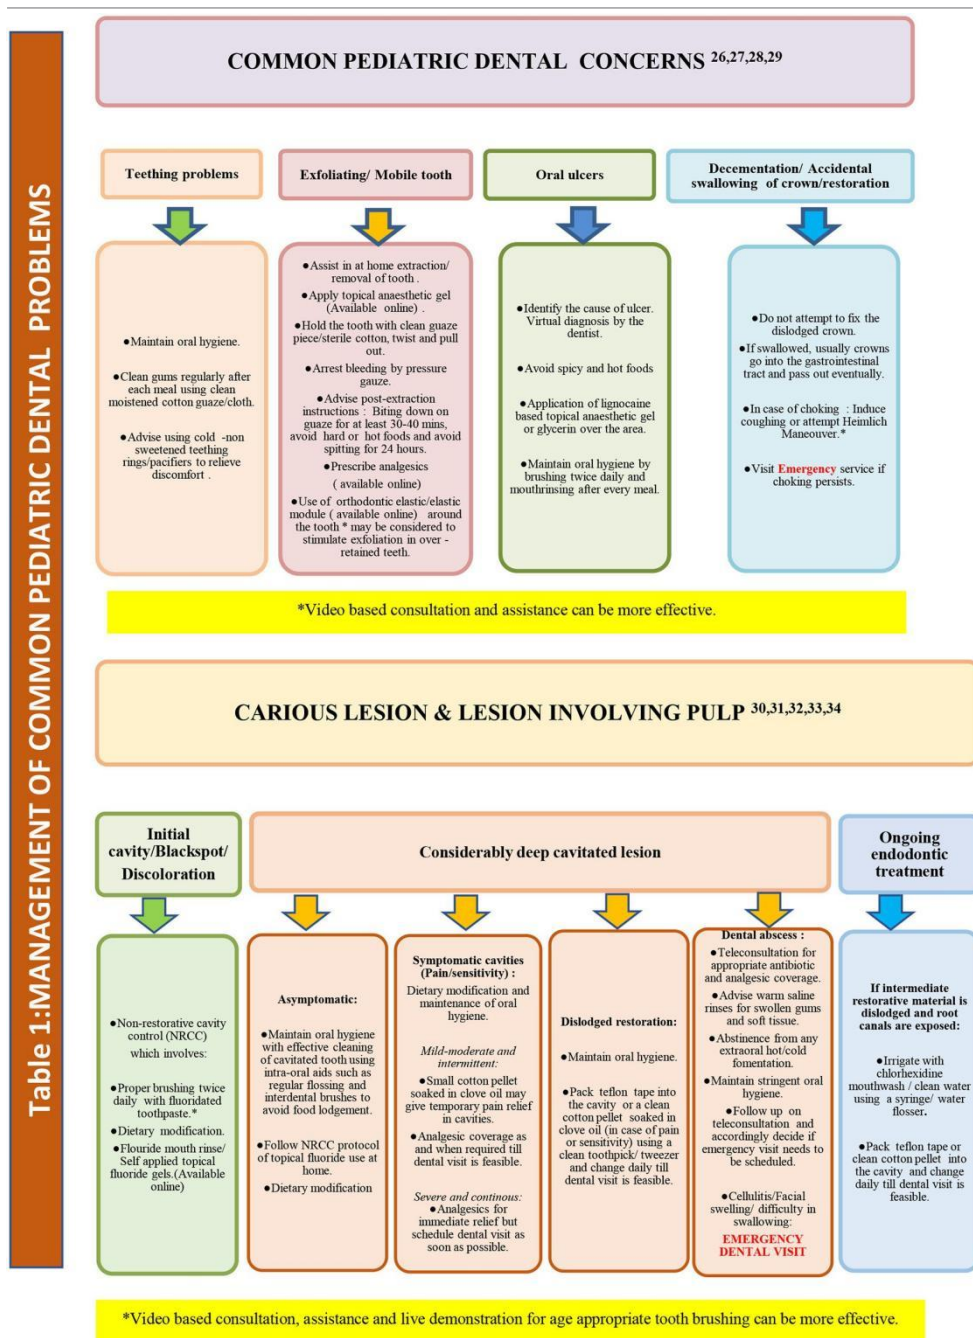 Table 1:MANAGEMENT OF COMMON PEDIATRIC DENTAL PROBLEMS
COMMON PEDIATRIC DENTAL CONCERNS 26,27,28,29
Teething problems
●Maintain oral hygiene.
●Clean gums regularly after
each meal using clean
moistened cotton guaze/cloth.
●Advise using cold -non
sweetened teething
rings/pacifiers to relieve
discomfort .
Exfoliating/ Mobile tooth
●Assist in at home extraction/
removal of tooth .
●Apply topical anaesthetic gel
(Available online) .
●Hold the tooth with clean guaze
piece/sterile cotton, twist and pull
out.
●Arrest bleeding by pressure
gauze.
●Advise post-extraction
instructions : Biting down on
guaze for at least 30-40 mins,
avoid hard or hot foods and avoid
spitting for 24 hours.
●Prescribe analgesics
( available online)
●Use of orthodontic elastic/elastic
module ( available online) around
the tooth * may be considered to
stimulate exfoliation in over -
retained teeth.
Oral ulcers
●Identify the cause of ulcer.
Virtual diagnosis by the
dentist.
●Avoid spicy and hot foods
●Application of lignocaine
based topical anaesthetic gel
or glycerin over the area.
●Maintain oral hygiene by
brushing twice daily and
mouthrinsing after every meal.
Decementation/ Accidental
swallowing of crown/restoration
●Do not attempt to fix the
dislodged crown.
●If swallowed, usually crowns
go into the gastrointestinal
tract and pass out eventually.
●In case of choking : Induce
coughing or attempt Heimlich
Maneouver.*
●Visit Emergency service if
choking persists.
*Video based consultation and assistance can be more effective.
CARIOUS LESION & LESION INVOLVING PULP 30,31,32,33,34
Initial
cavity/Blackspot/
Discoloration
●Non-restorative cavity
control (NRCC)
which involves:
●Proper brushing twice
daily with fluoridated
toothpaste.*
●Dietary modification.
●Flouride mouth rinse/
Self applied topical
fluoride gels.(Available
online)
Considerably deep cavitated lesion
Asymptomatic:
●Maintain oral hygiene
with effective cleaning
of cavitated tooth using
intra-oral aids such as
regular flossing and
interdental brushes to
avoid food lodgement.
●Follow NRCC protocol
of topical fluoride use at
home.
●Dietary modification
Symptomatic cavities
(Pain/sensitivity) :
Dietary modification and
maintenance of oral
hygiene.
Mild-moderate and
intermittent:
●Small cotton pellet
soaked in clove oil may
give temporary pain relief
in cavities.
●Analgesic coverage as
and when required till
dental visit is feasible.
Severe and continous:
●Analgesics for
immediate relief but
schedule dental visit as
soon as possible.
Dislodged restoration:
●Maintain oral hygiene.
●Pack teflon tape into
the cavity or a clean
cotton pellet soaked in
clove oil (in case of pain
or sensitivity) using a
clean toothpick/ tweezer
and change daily till
dental visit is feasible.
Dental abscess :
●Teleconsultation for
appropriate antibiotic
and analgesic coverage.
●Advise warm saline
rinses for swollen gums
and soft tissue.
●Abstinence from any
extraoral hot/cold
fomentation.
●Maintain stringent oral
hygiene.
●Follow up on
teleconsultation and
accordingly decide if
emergency visit needs to
be scheduled.
●Cellulitis/Facial
swelling/ difficulty in
swallowing:
EMERGENCY
DENTAL VISIT
Ongoing
endodontic
treatment
If intermediate
restorative material is
dislodged and root
canals are exposed:
●Irrigate with
chlorhexidine
mouthwash / clean water
using a syringe/ water
flosser.
●Pack teflon tape or
clean cotton pellet into
the cavity and change
daily till dental visit is
feasible.
*Video based consultation, assistance and live demonstration for age appropriate tooth brushing can be more effective.